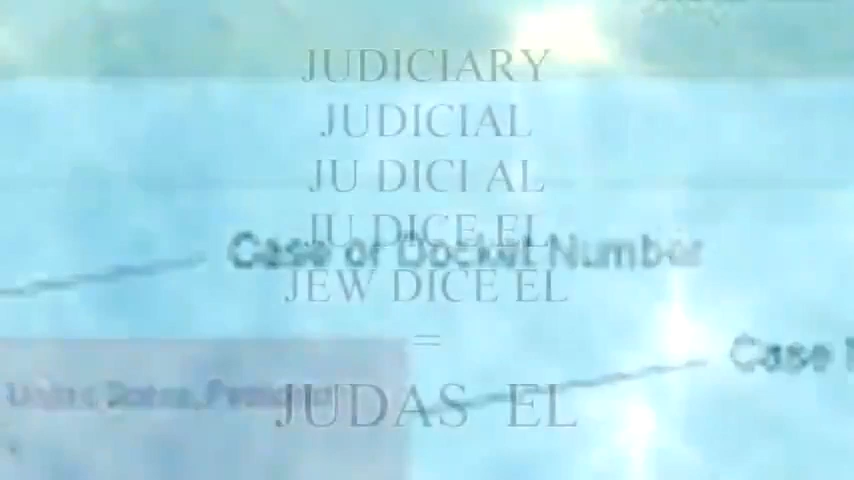 JUDICIARY
JUDICIAL
JU DICI AL
JU DICE EL
Case or Docket Number
JEW DICE EL
=
Case
JUDAS EL